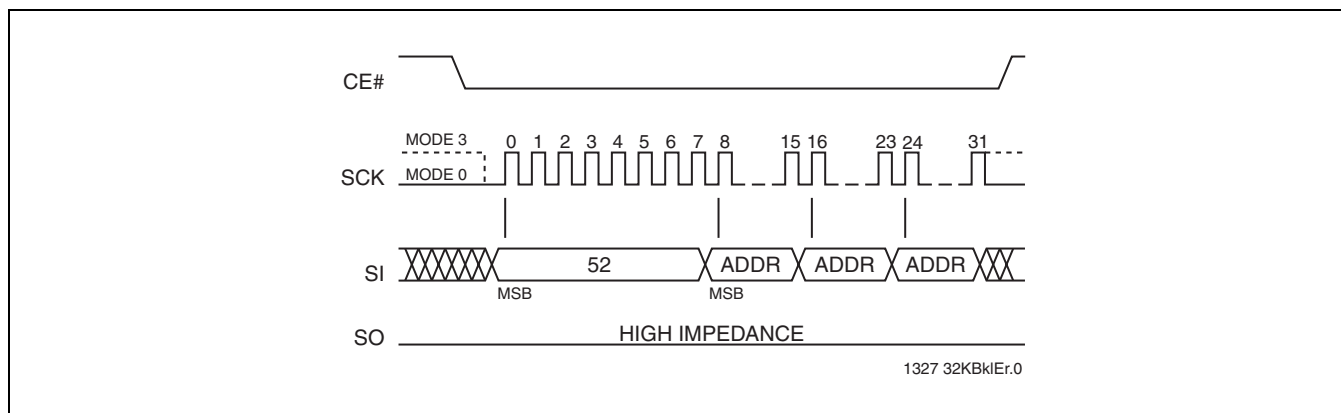 CE#
MODE 3
0 1 2 3 4 5 6 7 8 15 16 23 24 31
SCK
MODE 0
SI
52 ADDR ADDR ADDR
MSB MSB
SO
HIGH IMPEDANCE
1327 32KBklEr.0